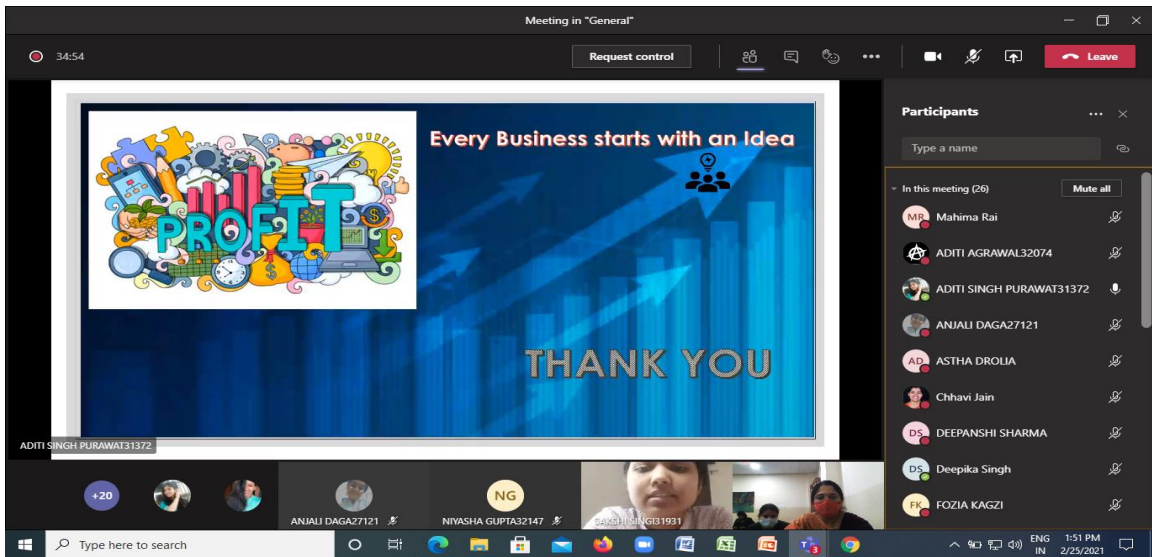 Meeting in "General"
34:54
Request control
Leave
Every Business starts with an Idea
PROFIT
THANK YOU
ADITI SINGH PURAWAT31372
Participants
Type a name
In this meeting (26)
Mute all
MR Mahima Rai
ADITI AGRAWAL32074
ADITI SINGH PURAWAT31372
ANJALI DAGA27121
AD ASTHA DROLIA
Chhavi Jain
DS DEEPANSHI SHARMA
DS Deepika Singh
FK FOZIA KAGZI
+20
ANJALI DAGA27121
NG
NIYASHA GUPTA32147
SAKSHI SINGI31931
Type here to search
ENG
IN
1:51 PM
2/25/2021